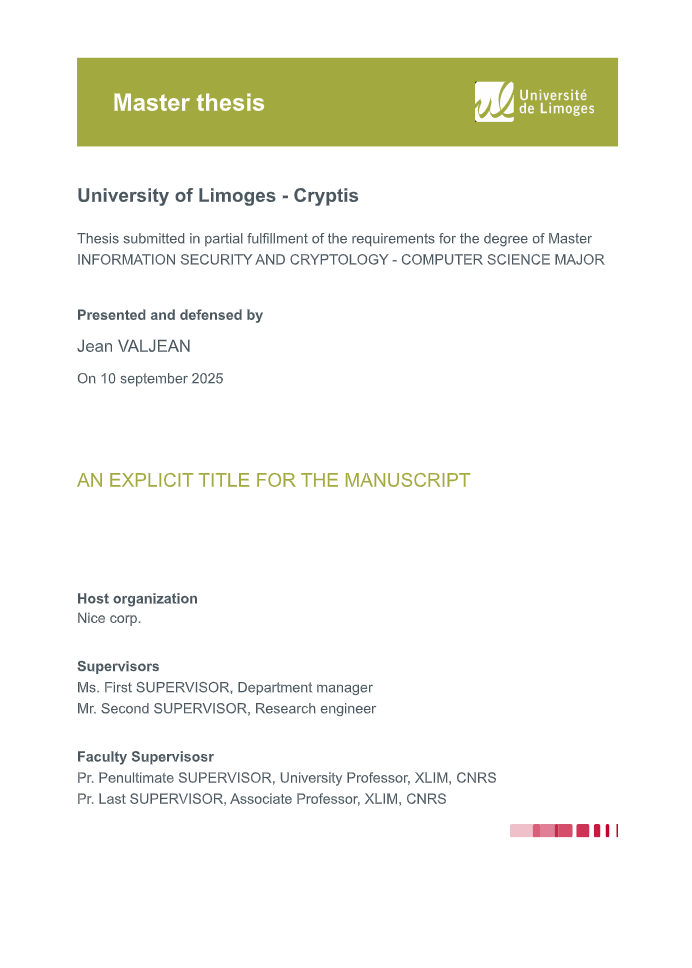 Master thesis
Université
de Limoges
University of Limoges - Cryptis
Thesis submitted in partial fulfillment of the requirements for the degree of Master
INFORMATION SECURITY AND CRYPTOLOGY - COMPUTER SCIENCE MAJOR
Presented and defensed by
Jean VALJEAN
On 10 september 2025
AN EXPLICIT TITLE FOR THE MANUSCRIPT
Host organization
Nice corp.
Supervisors
Ms. First SUPERVISOR, Department manager
Mr. Second SUPERVISOR, Research engineer
Faculty Supervisosr
Pr. Penultimate SUPERVISOR, University Professor, XLIM, CNRS
Pr. Last SUPERVISOR, Associate Professor, XLIM, CNRS